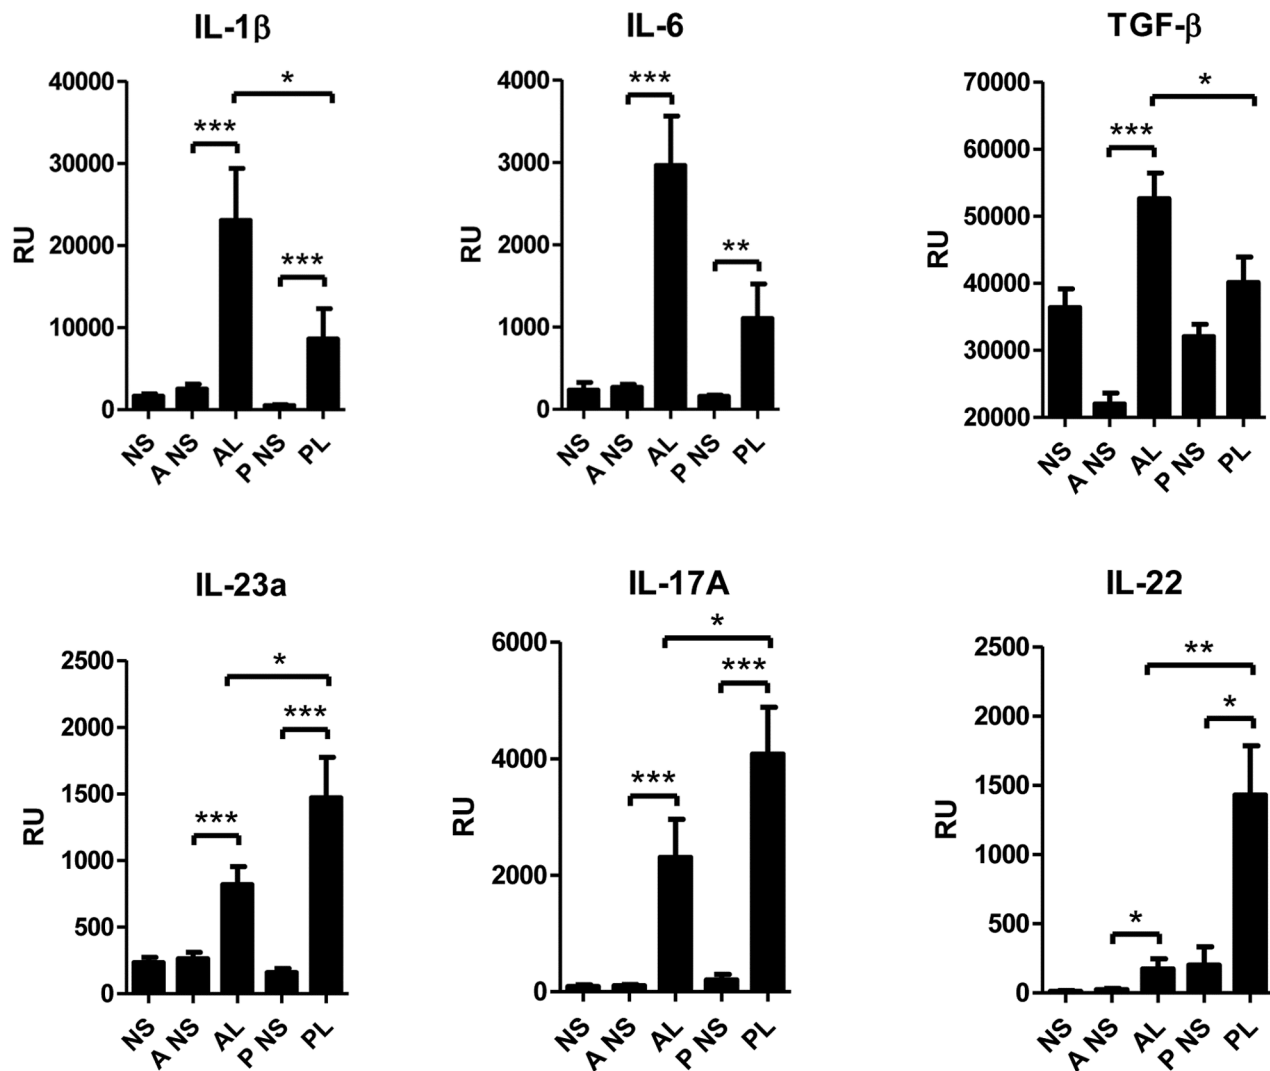 IL-1β
40000
30000
20000
10000
0
RU
*
***
***
NS
A NS
AL
P NS
PL
IL-6
4000
3000
2000
1000
0
RU
***
**
NS
A NS
AL
P NS
PL
TGF-β
70000
60000
50000
40000
30000
20000
RU
*
***
NS
A NS
AL
P NS
PL
IL-23a
2500
2000
1500
1000
500
0
RU
*
***
***
NS
A NS
AL
P NS
PL
IL-17A
6000
4000
2000
0
RU
*
***
***
NS
A NS
AL
P NS
PL
IL-22
2500
2000
1500
1000
500
0
RU
**
*
*
NS
A NS
AL
P NS
PL